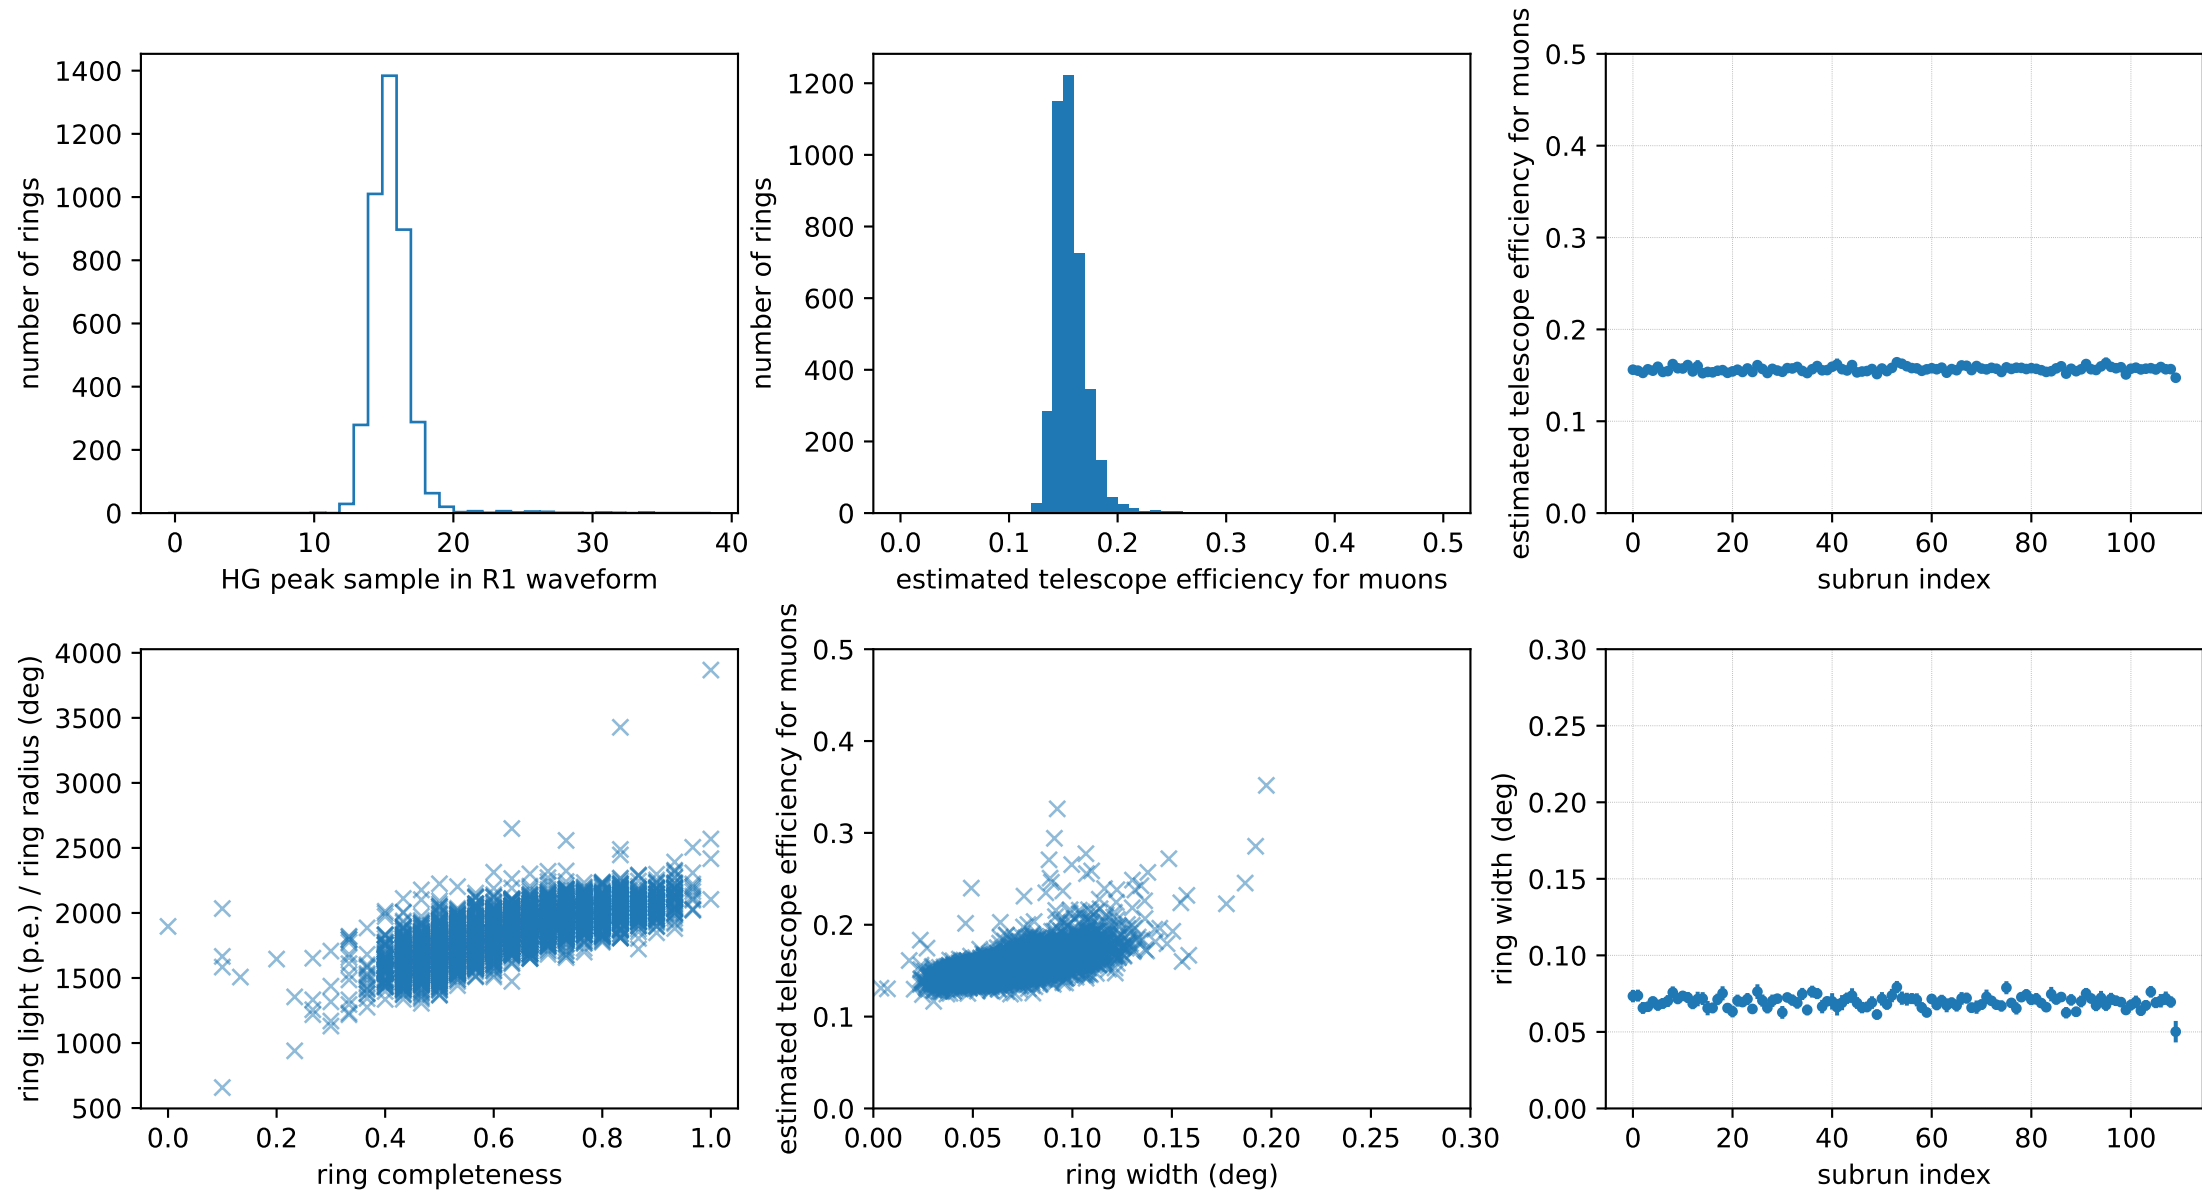 number of rings
1400
1200
1000
800
600
400
200
0
0 10 20 30 40
HG peak sample in R1 waveform
number of rings
1200
1000
800
600
400
200
0
0.0 0.1 0.2 0.3 0.4 0.5
estimated telescope efficiency for muons
estimated telescope efficiency for muons
0.5
0.4
0.3
0.2
0.1
0.0
0 20 40 60 80 100
subrun index
ring light (p.e.) / ring radius (deg)
4000
3500
3000
2500
2000
1500
1000
500
0.0 0.2 0.4 0.6 0.8 1.0
ring completeness
estimated telescope efficiency for muons
0.5
0.4
0.3
0.2
0.1
0.0
0.00 0.05 0.10 0.15 0.20 0.25 0.30
ring width (deg)
ring width (deg)
0.30
0.25
0.20
0.15
0.10
0.05
0.00
0 20 40 60 80 100
subrun index